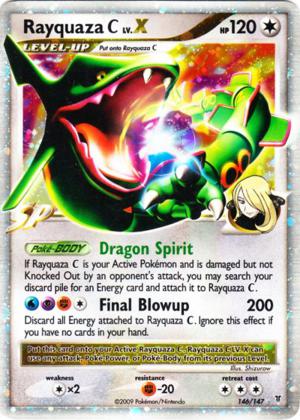 Rayquaza C LV.X HP 120
LEVEL-UP Put onto Rayquaza C
SP
Poké-BODY Dragon Spirit
If Rayquaza C is your Active Pokémon and is damaged but not
Knocked Out by an opponent's attack, you may search your
discard pile for an Energy card and attach it to Rayquaza C.
Final Blowup 200
Discard all Energy attached to Rayquaza C. Ignore this effect if
you have no cards in your hand.
Put this card onto your Active Rayquaza C. Rayquaza C LV.X can
use any attack, Poké-Power, or Poké-Body from its previous level.
Illus. Shizurow
weakness resistance retreat cost
×2 -20
©2009 Pokémon/Nintendo 146/147